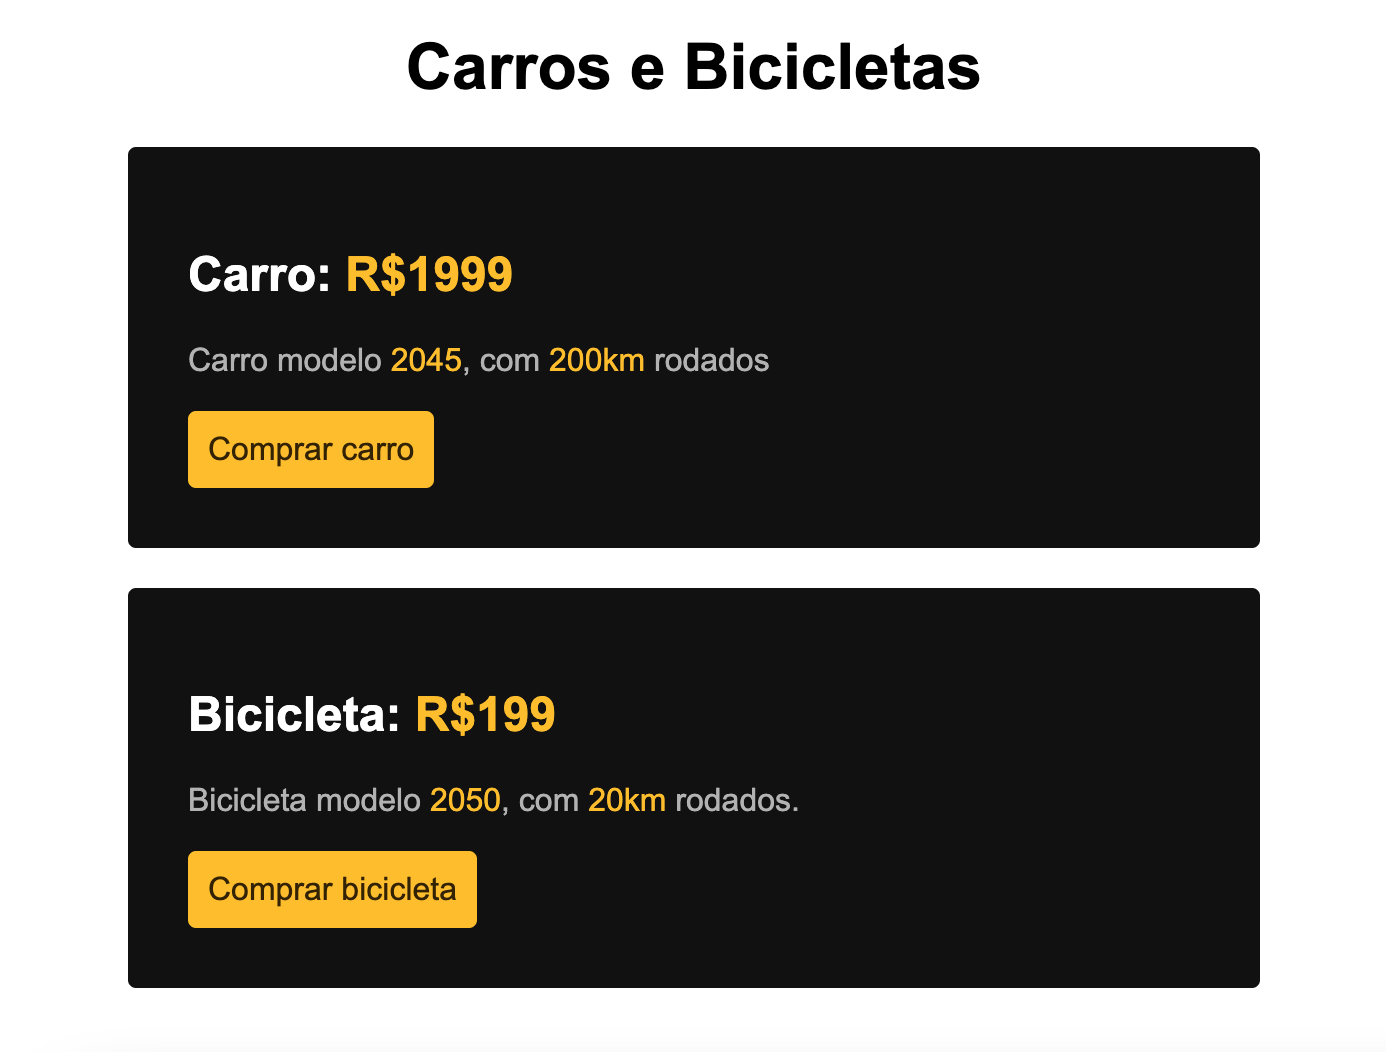 Carros e Bicicletas
Carro: R$1999
Carro modelo 2045, com 200km rodados
Comprar carro
Bicicleta: R$199
Bicicleta modelo 2050, com 20km rodados.
Comprar bicicleta